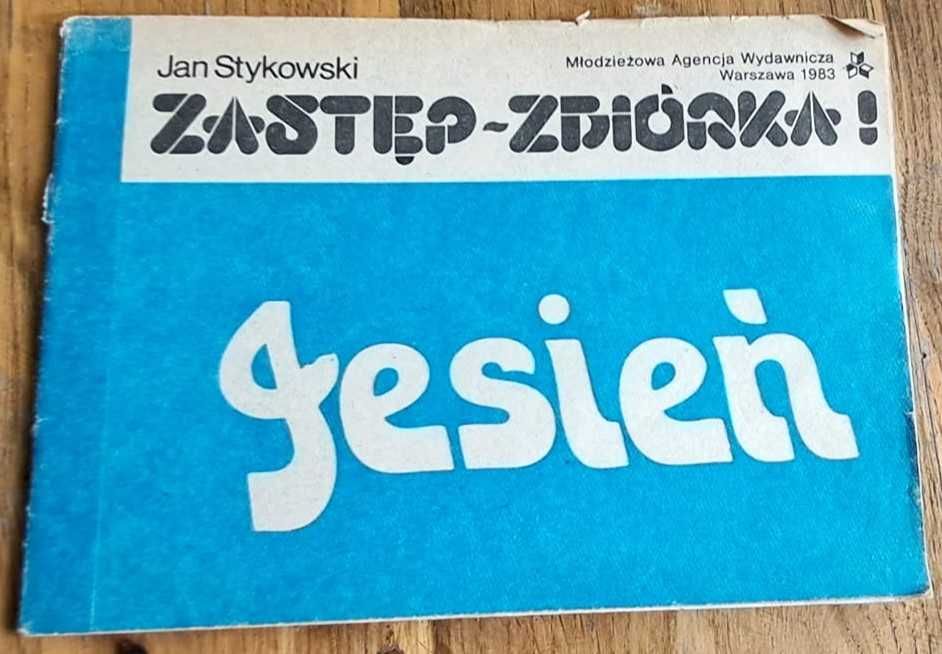 Jan Stykowski
Młodzieżowa Agencja Wydawnicza
Warszawa 1983
ZASTĘP-ZBIÓRKA!
Jesień